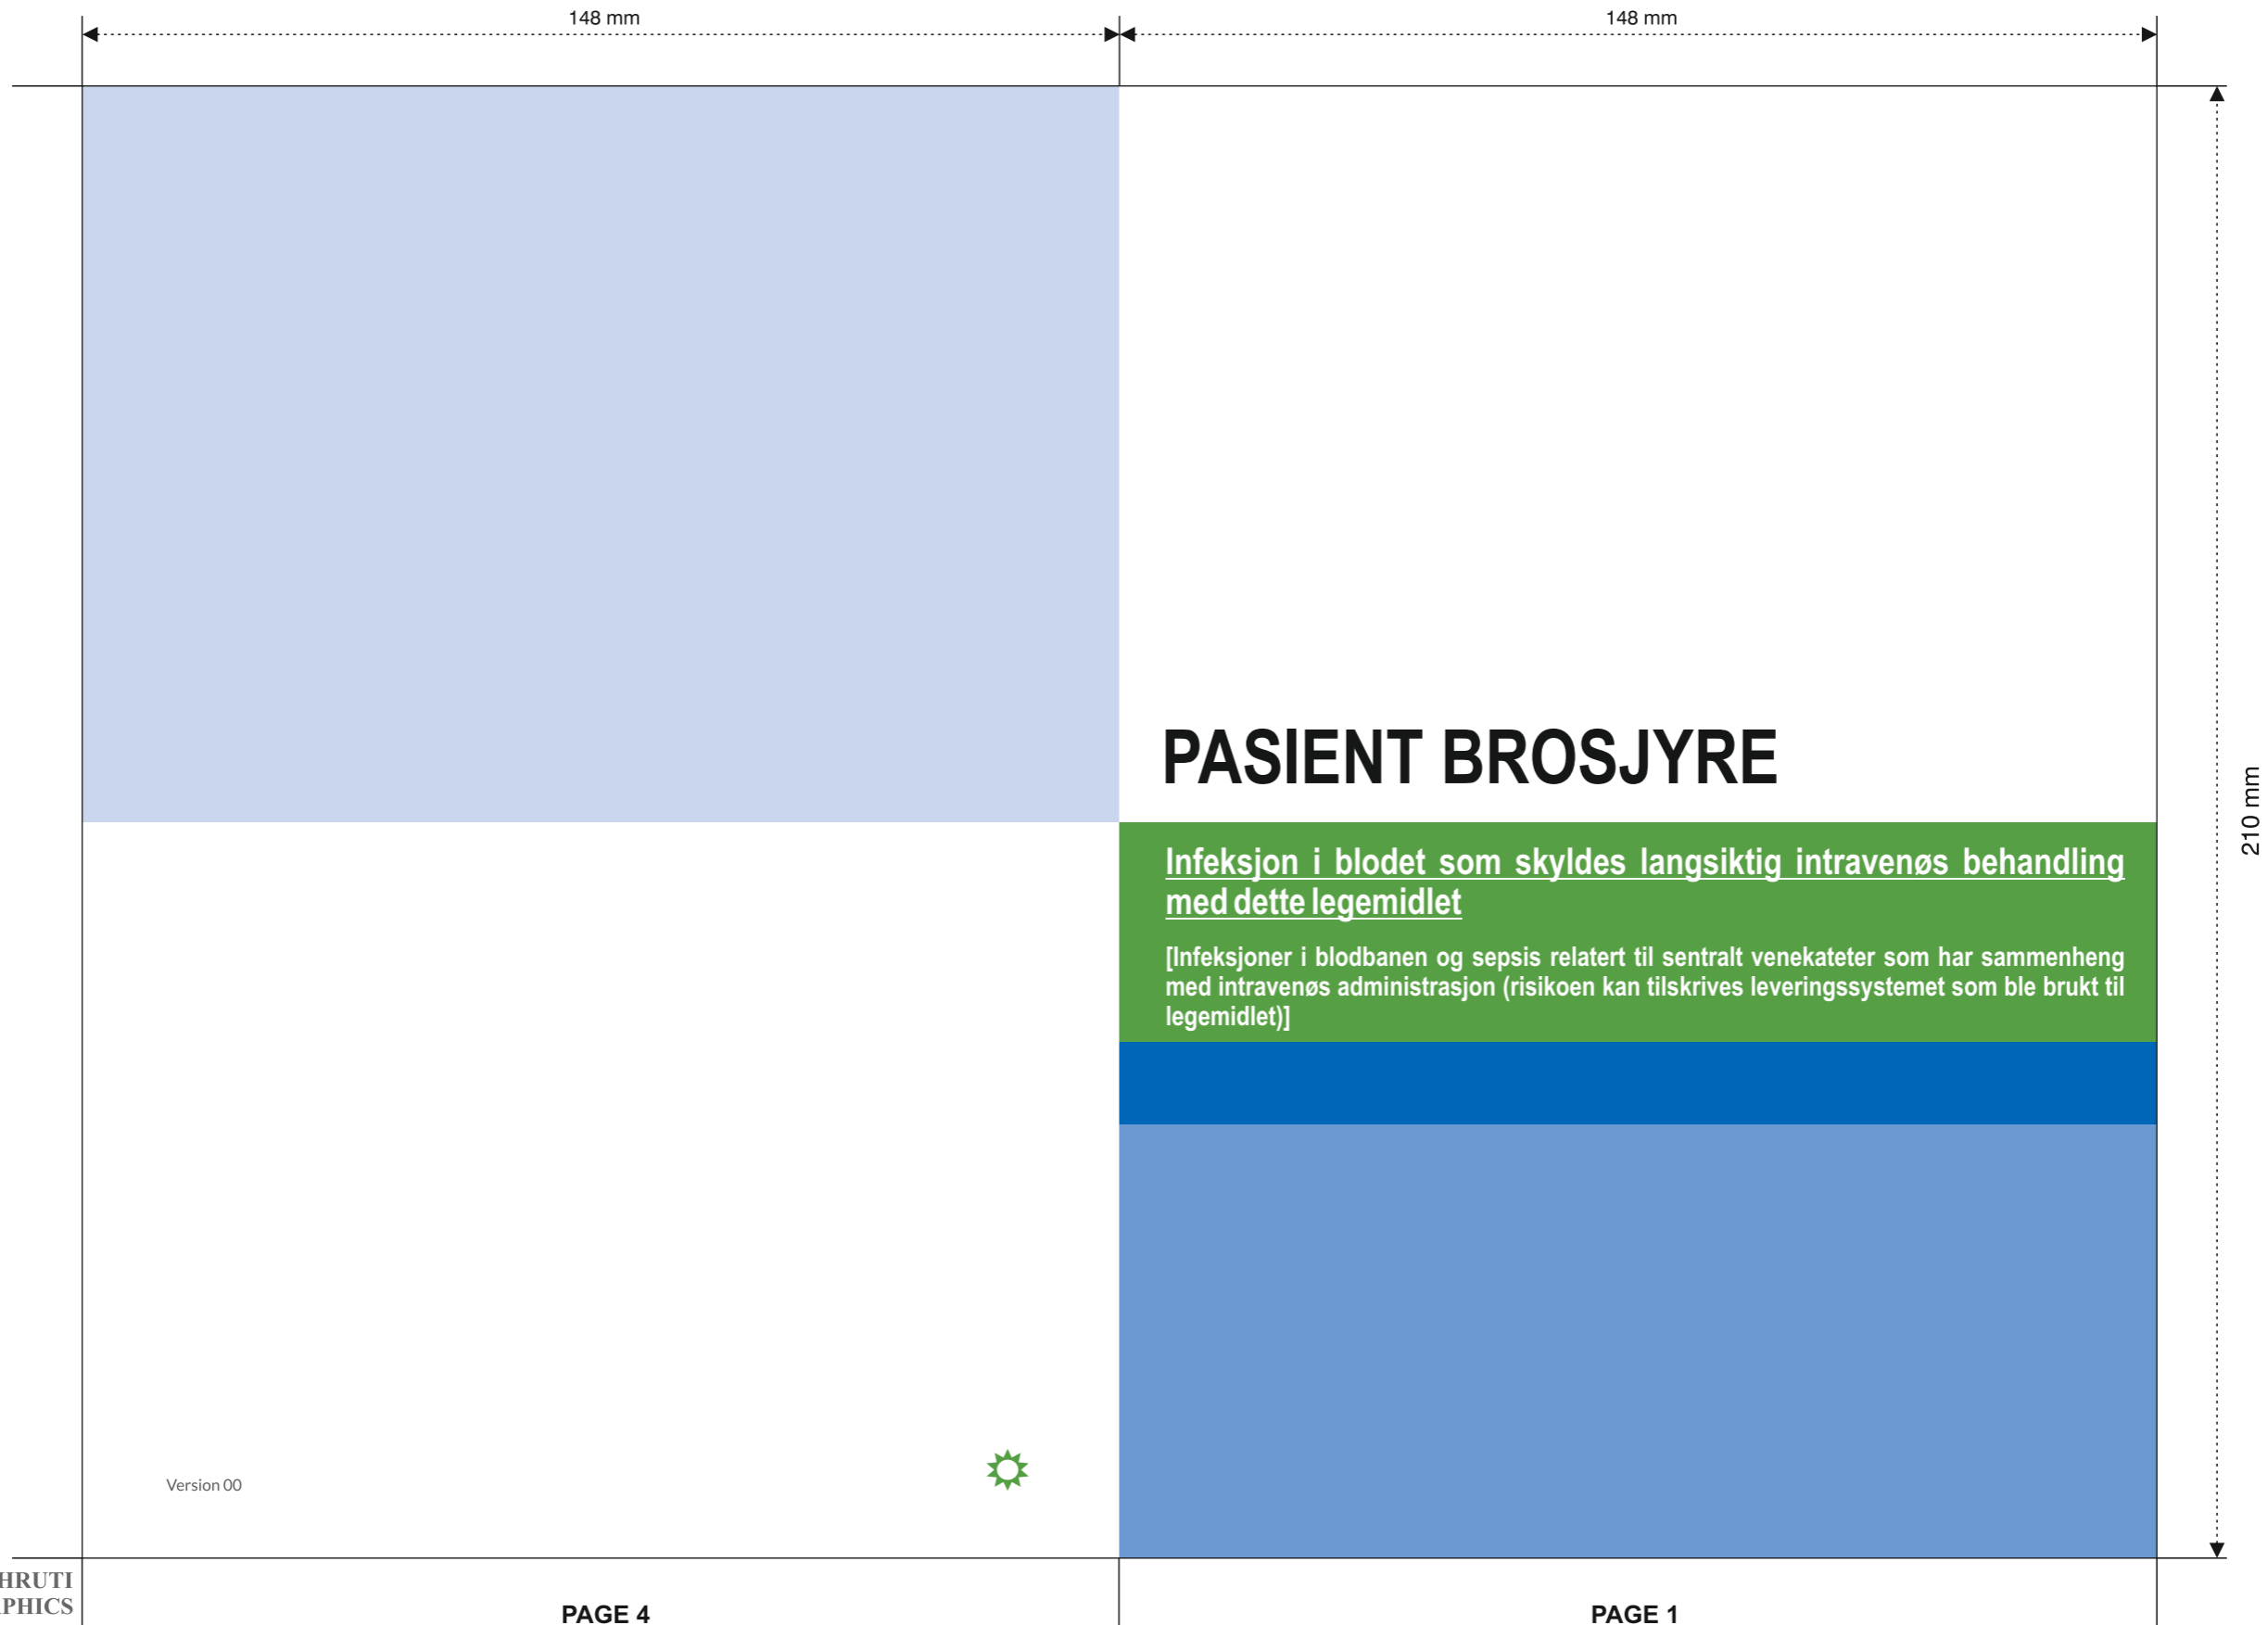 148 mm
148 mm
PASIENT BROSJYRE
210 mm
Infeksjon i blodet som skyldes langsiktig intravenøs behandling
med dette legemidlet
[Infeksjoner i blodbanen og sepsis relatert til sentralt venekateter som har sammenheng
med intravenøs administrasjon (risikoen kan tilskrives leveringssystemet som ble brukt til
legemidlet)]
Version 00
HRUTI
PHICS
PAGE 4
PAGE 1